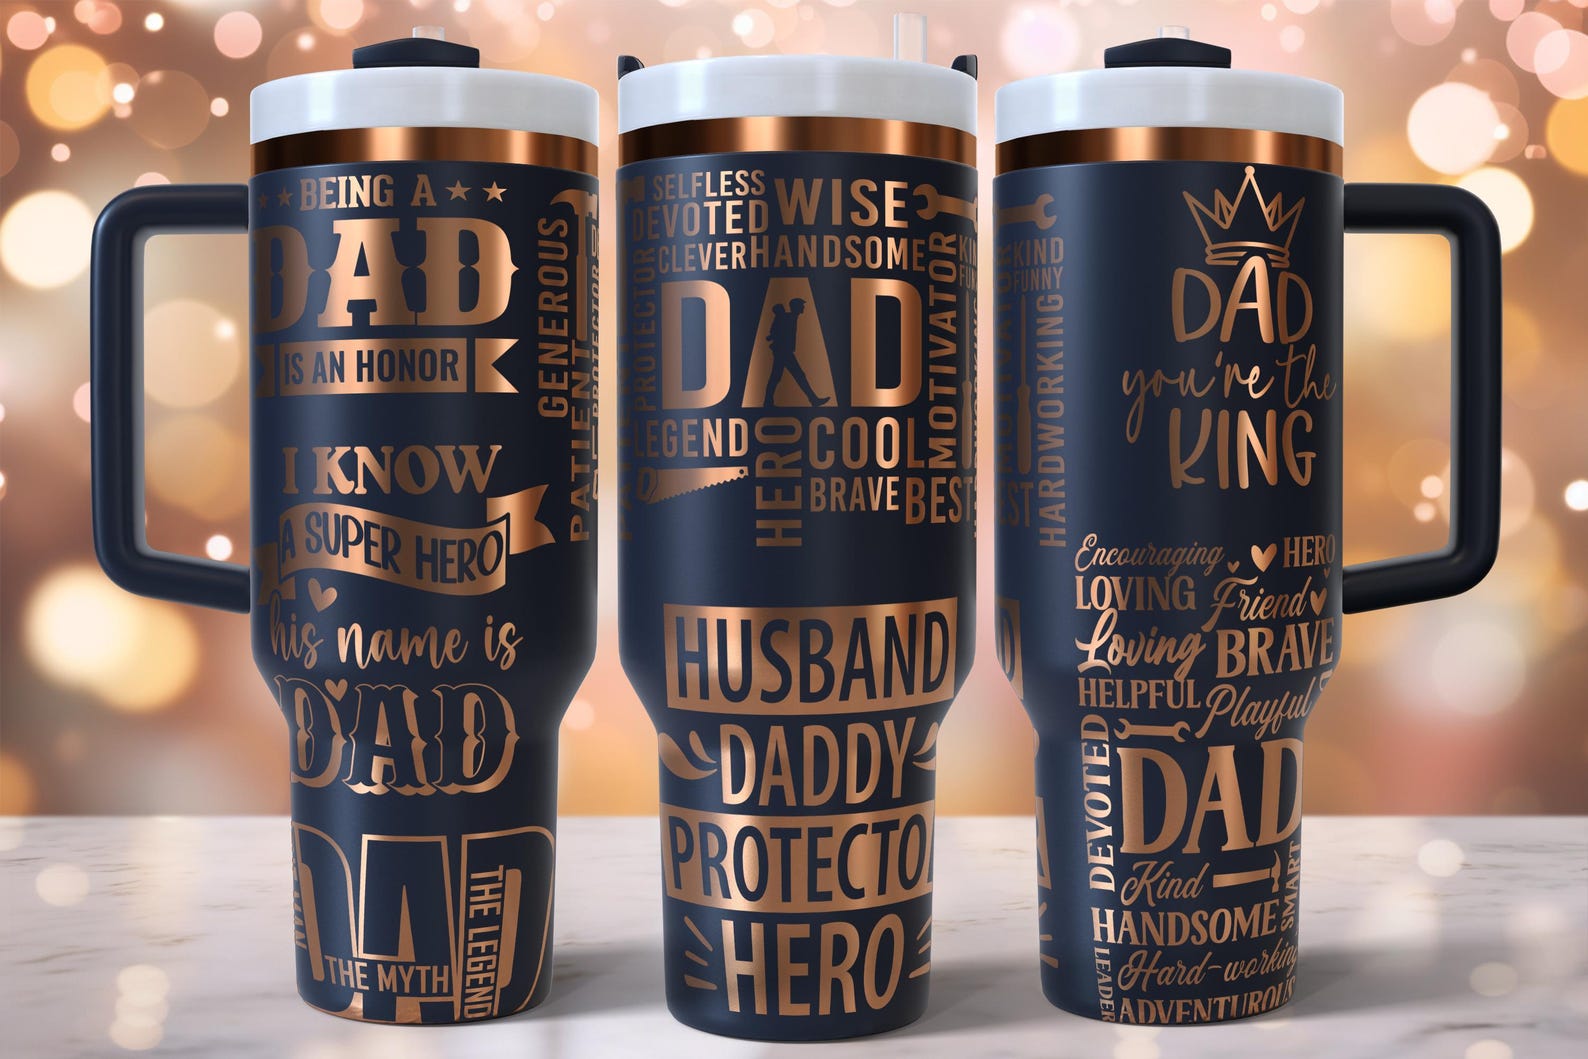 BEING A
DAD
IS AN HONOR
GENEROUS
PATIENT
PROTECTOR
I KNOW
A SUPER HERO
his name is
DAD
DAD
THE MYTH
THE LEGEND
SELFLESS
WISE
DEVOTED
CLEVER
HANDSOME
PROTECTOR
DAD
MOTIVATOR
LEGEND
HERO
COOL
BRAVE
BEST
HUSBAND
DADDY
PROTECTO
HERO
KIND
FUNNY
HARDWORKING
DAD
you're the
KING
Encouraging
HERO
LOVING
Friend
Loving
BRAVE
HELPFUL
Playful
DEVOTED
DAD
Kind
SMART
HANDSOME
LEADER
Hard-working
ADVENTUROUS